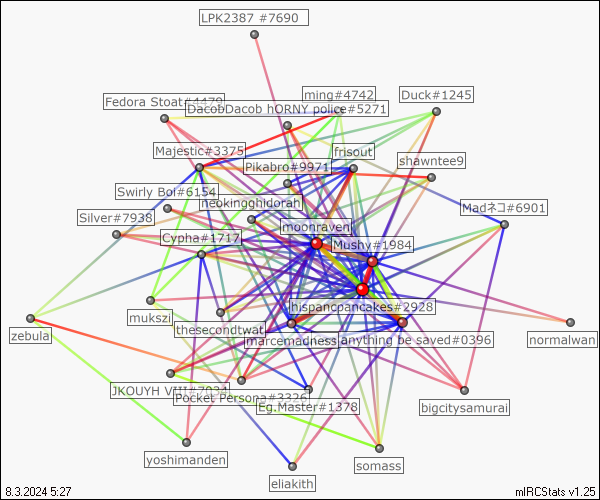 LPK2387 #7690
ming#4742
Duck#1245
Fedora Stoat#4479
DacobDacob hORNY police#5271
Majestic#3375
frisout
Pikabro#9971
shawntee9
Swirly Boi#6154
neokingghidorah
Madネコ#6901
Silver#7938
moonraven
Cypha#1717
Mushy#1984
hispancpancakes#2928
mukszi
thesecondtwat
zebula
marcemadness
anything be saved#0396
normalwan
JKOUYH VIII#7034
Pocket Persona#3326
Eg.Master#1378
bigcitysamurai
yoshimanden
somass
eliakith
8.3.2024 5:27
mIRCStats v1.25